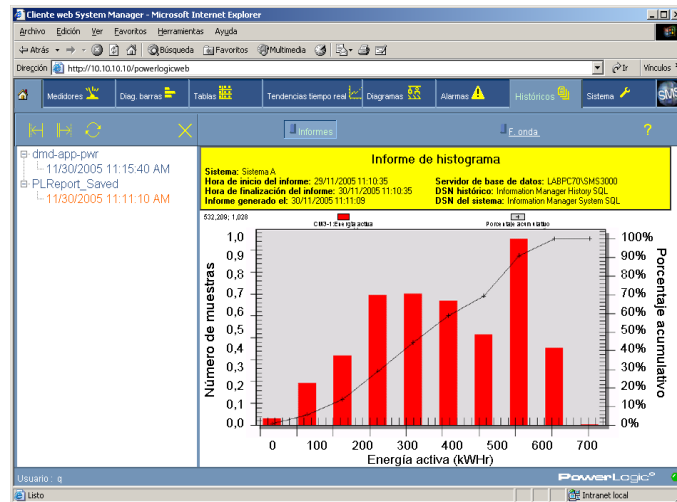 Cliente web System Manager - Microsoft Internet Explorer
Archivo Edición Ver Favoritos Herramientas Ayuda
Atrás Búsqueda Favoritos Multimedia
Dirección http://10.10.10.10/powerlogicweb Ir Vínculos
Medidores Diag. barras Tablas Tendencias tiempo real Diagramas Alarmas Históricos Sistema SMS
Informes F. onda ?
dmd-app-pwr
11/30/2005 11:15:40 AM
PLReport_Saved
11/30/2005 11:11:10 AM
Informe de histograma
Sistema: Sistema A
Hora de inicio del informe: 29/11/2005 11:10:35 Servidor de base de datos: LABPC70\SMS3000
Hora de finalización del informe: 30/11/2005 11:10:35 DSN histórico: Information Manager History SQL
Informe generado el: 30/11/2005 11:11:09 DSN del sistema: Information Manager System SQL
532,209; 1,028
Energía activa Porcentaje acumulativo
1,0 100%
0,9 90%
0,8 80%
0,7 70%
0,6 60%
0,5 50%
0,4 40%
0,3 30%
0,2 20%
0,1 10%
0,0 0%
Número de muestras
Porcentaje acumulativo
0 100 200 300 400 500 600 700
Energía activa (kWHr)
Usuario : q PowerLogic®
Listo Intranet local